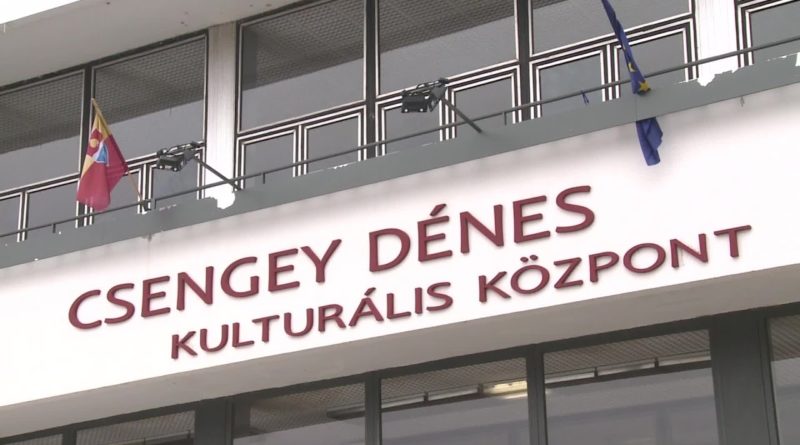 CSENGEY DÉNES
KULTURÁLIS KÖZPONT